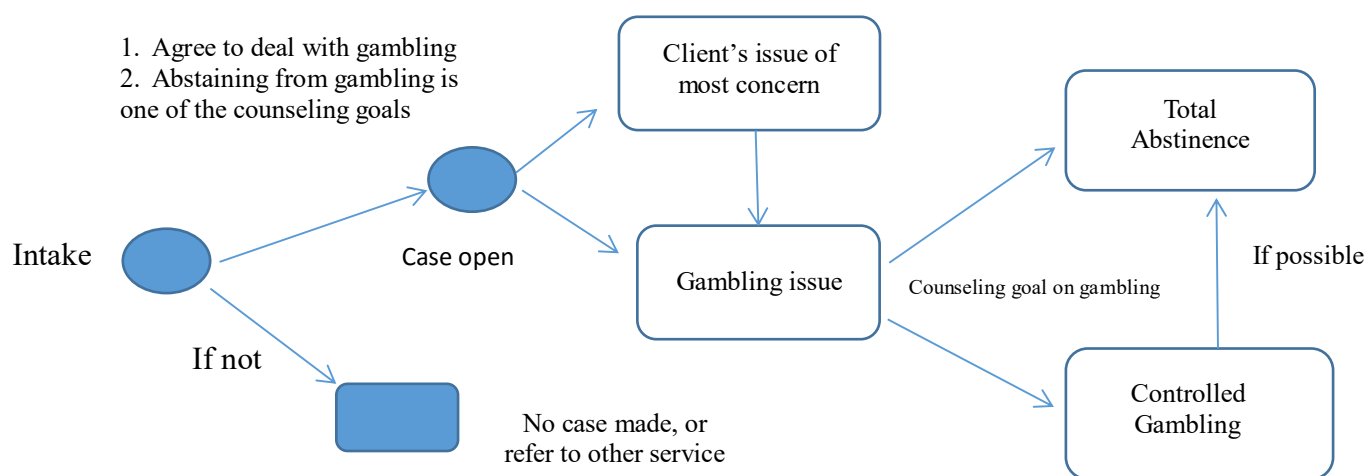 1.  Agree to deal with gambling
2.  Abstaining from gambling is
one of the counseling goals
Client’s issue of
most concern
Total
Abstinence
Intake
Case open
Gambling issue
Counseling goal on gambling
If possible
If not
No case made, or
refer to other service
Controlled
Gambling